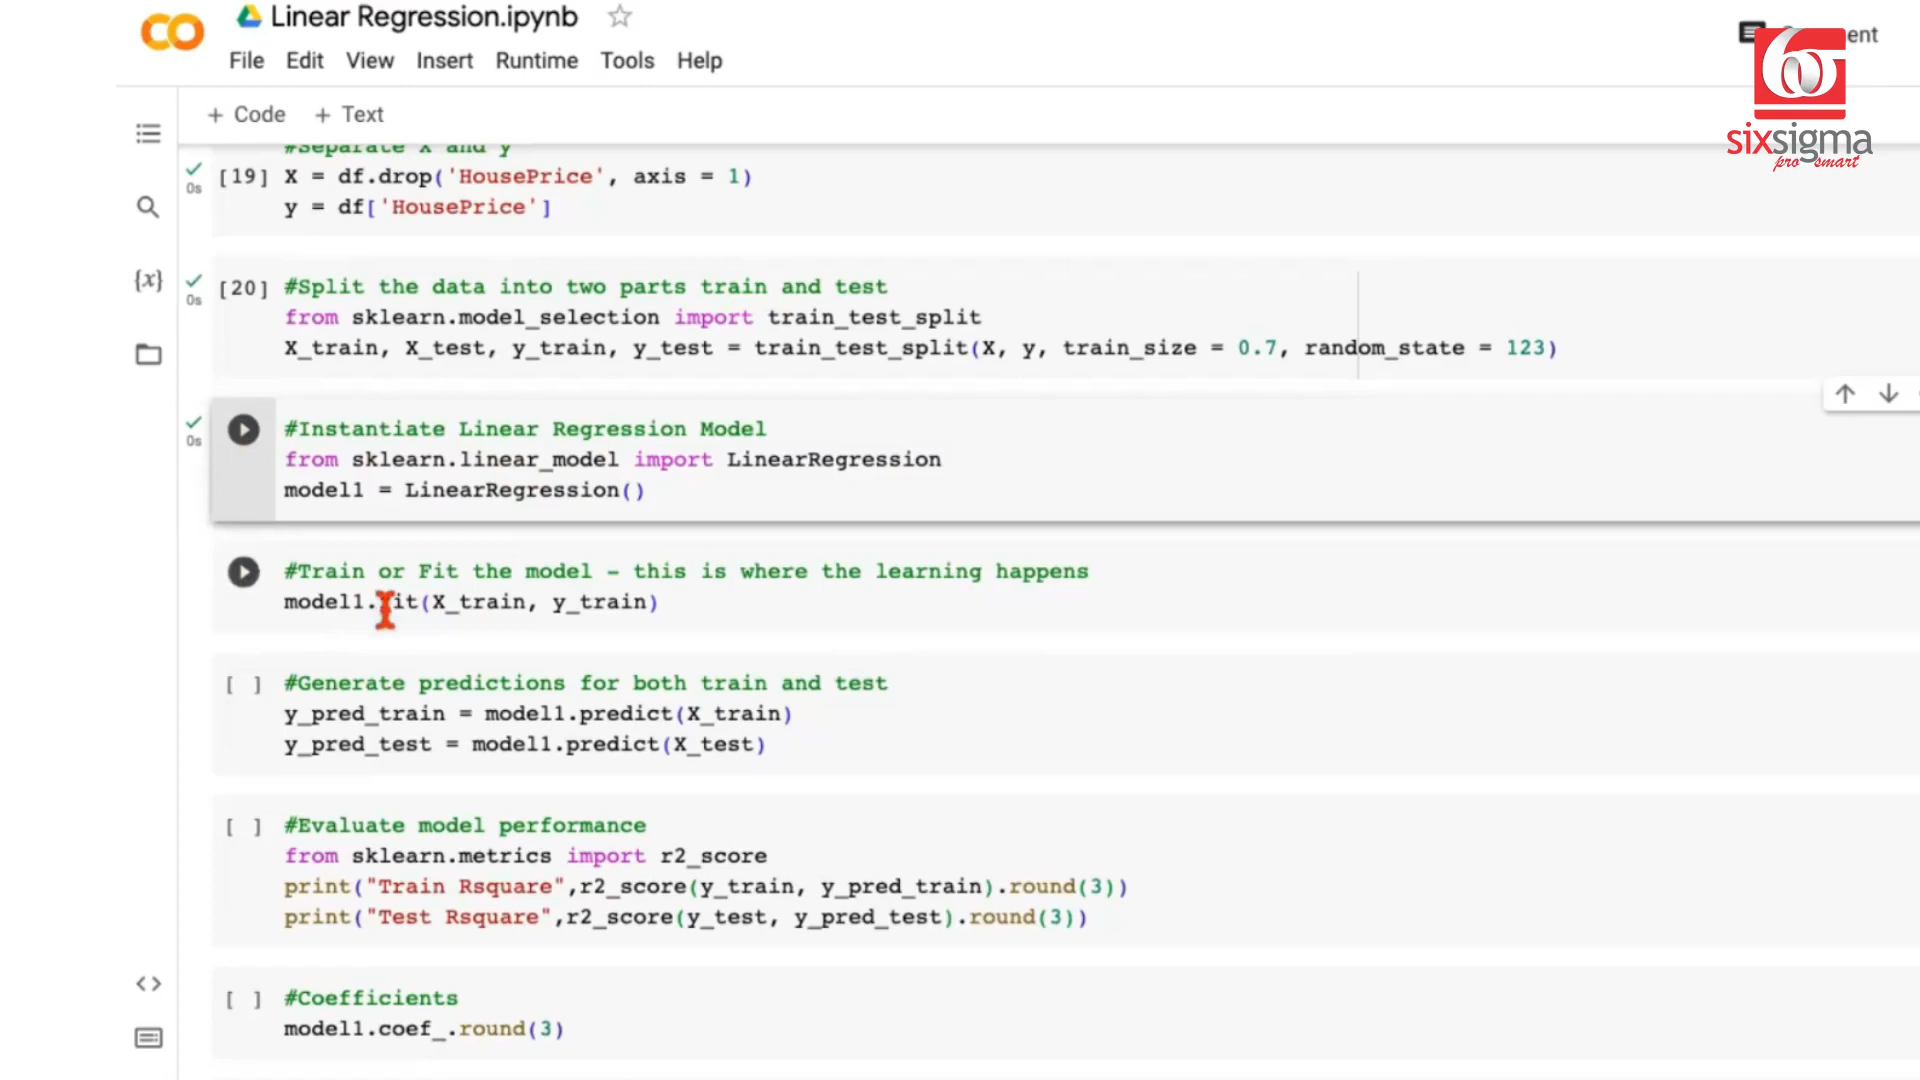 Linear Regression.ipynb
File Edit View Insert Runtime Tools Help
+ Code + Text
sixsigma
pro smart
#Separate X and y
[19] X = df.drop('HousePrice', axis = 1)
0s
y = df['HousePrice']
[20] #Split the data into two parts train and test
0s
from sklearn.model_selection import train_test_split
X_train, X_test, y_train, y_test = train_test_split(X, y, train_size = 0.7, random_state = 123)
#Instantiate Linear Regression Model
0s
from sklearn.linear_model import LinearRegression
model1 = LinearRegression()
#Train or Fit the model - this is where the learning happens
model1.fit(X_train, y_train)
[ ] #Generate predictions for both train and test
y_pred_train = model1.predict(X_train)
y_pred_test = model1.predict(X_test)
[ ] #Evaluate model performance
from sklearn.metrics import r2_score
print("Train Rsquare",r2_score(y_train, y_pred_train).round(3))
print("Test Rsquare",r2_score(y_test, y_pred_test).round(3))
[ ] #Coefficients
model1.coef_.round(3)